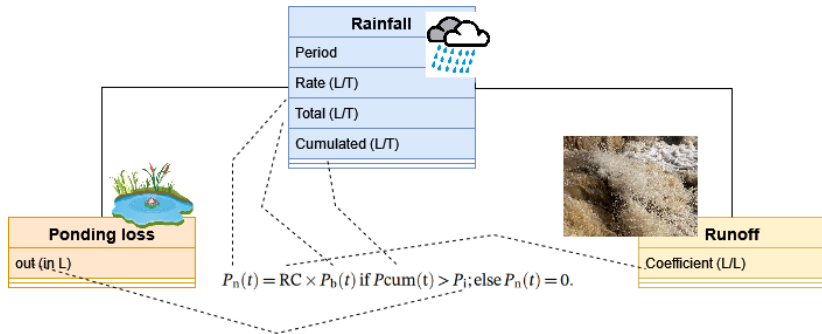 Rainfall
Period
Rate (L/T)
Total (L/T)
Cumulated (L/T)
Ponding loss
out (in L)
Runoff
Coefficient (L/L)
Pₙ(t) = RC × P_b(t) if Pcum(t) > Pᵢ; else Pₙ(t) = 0.